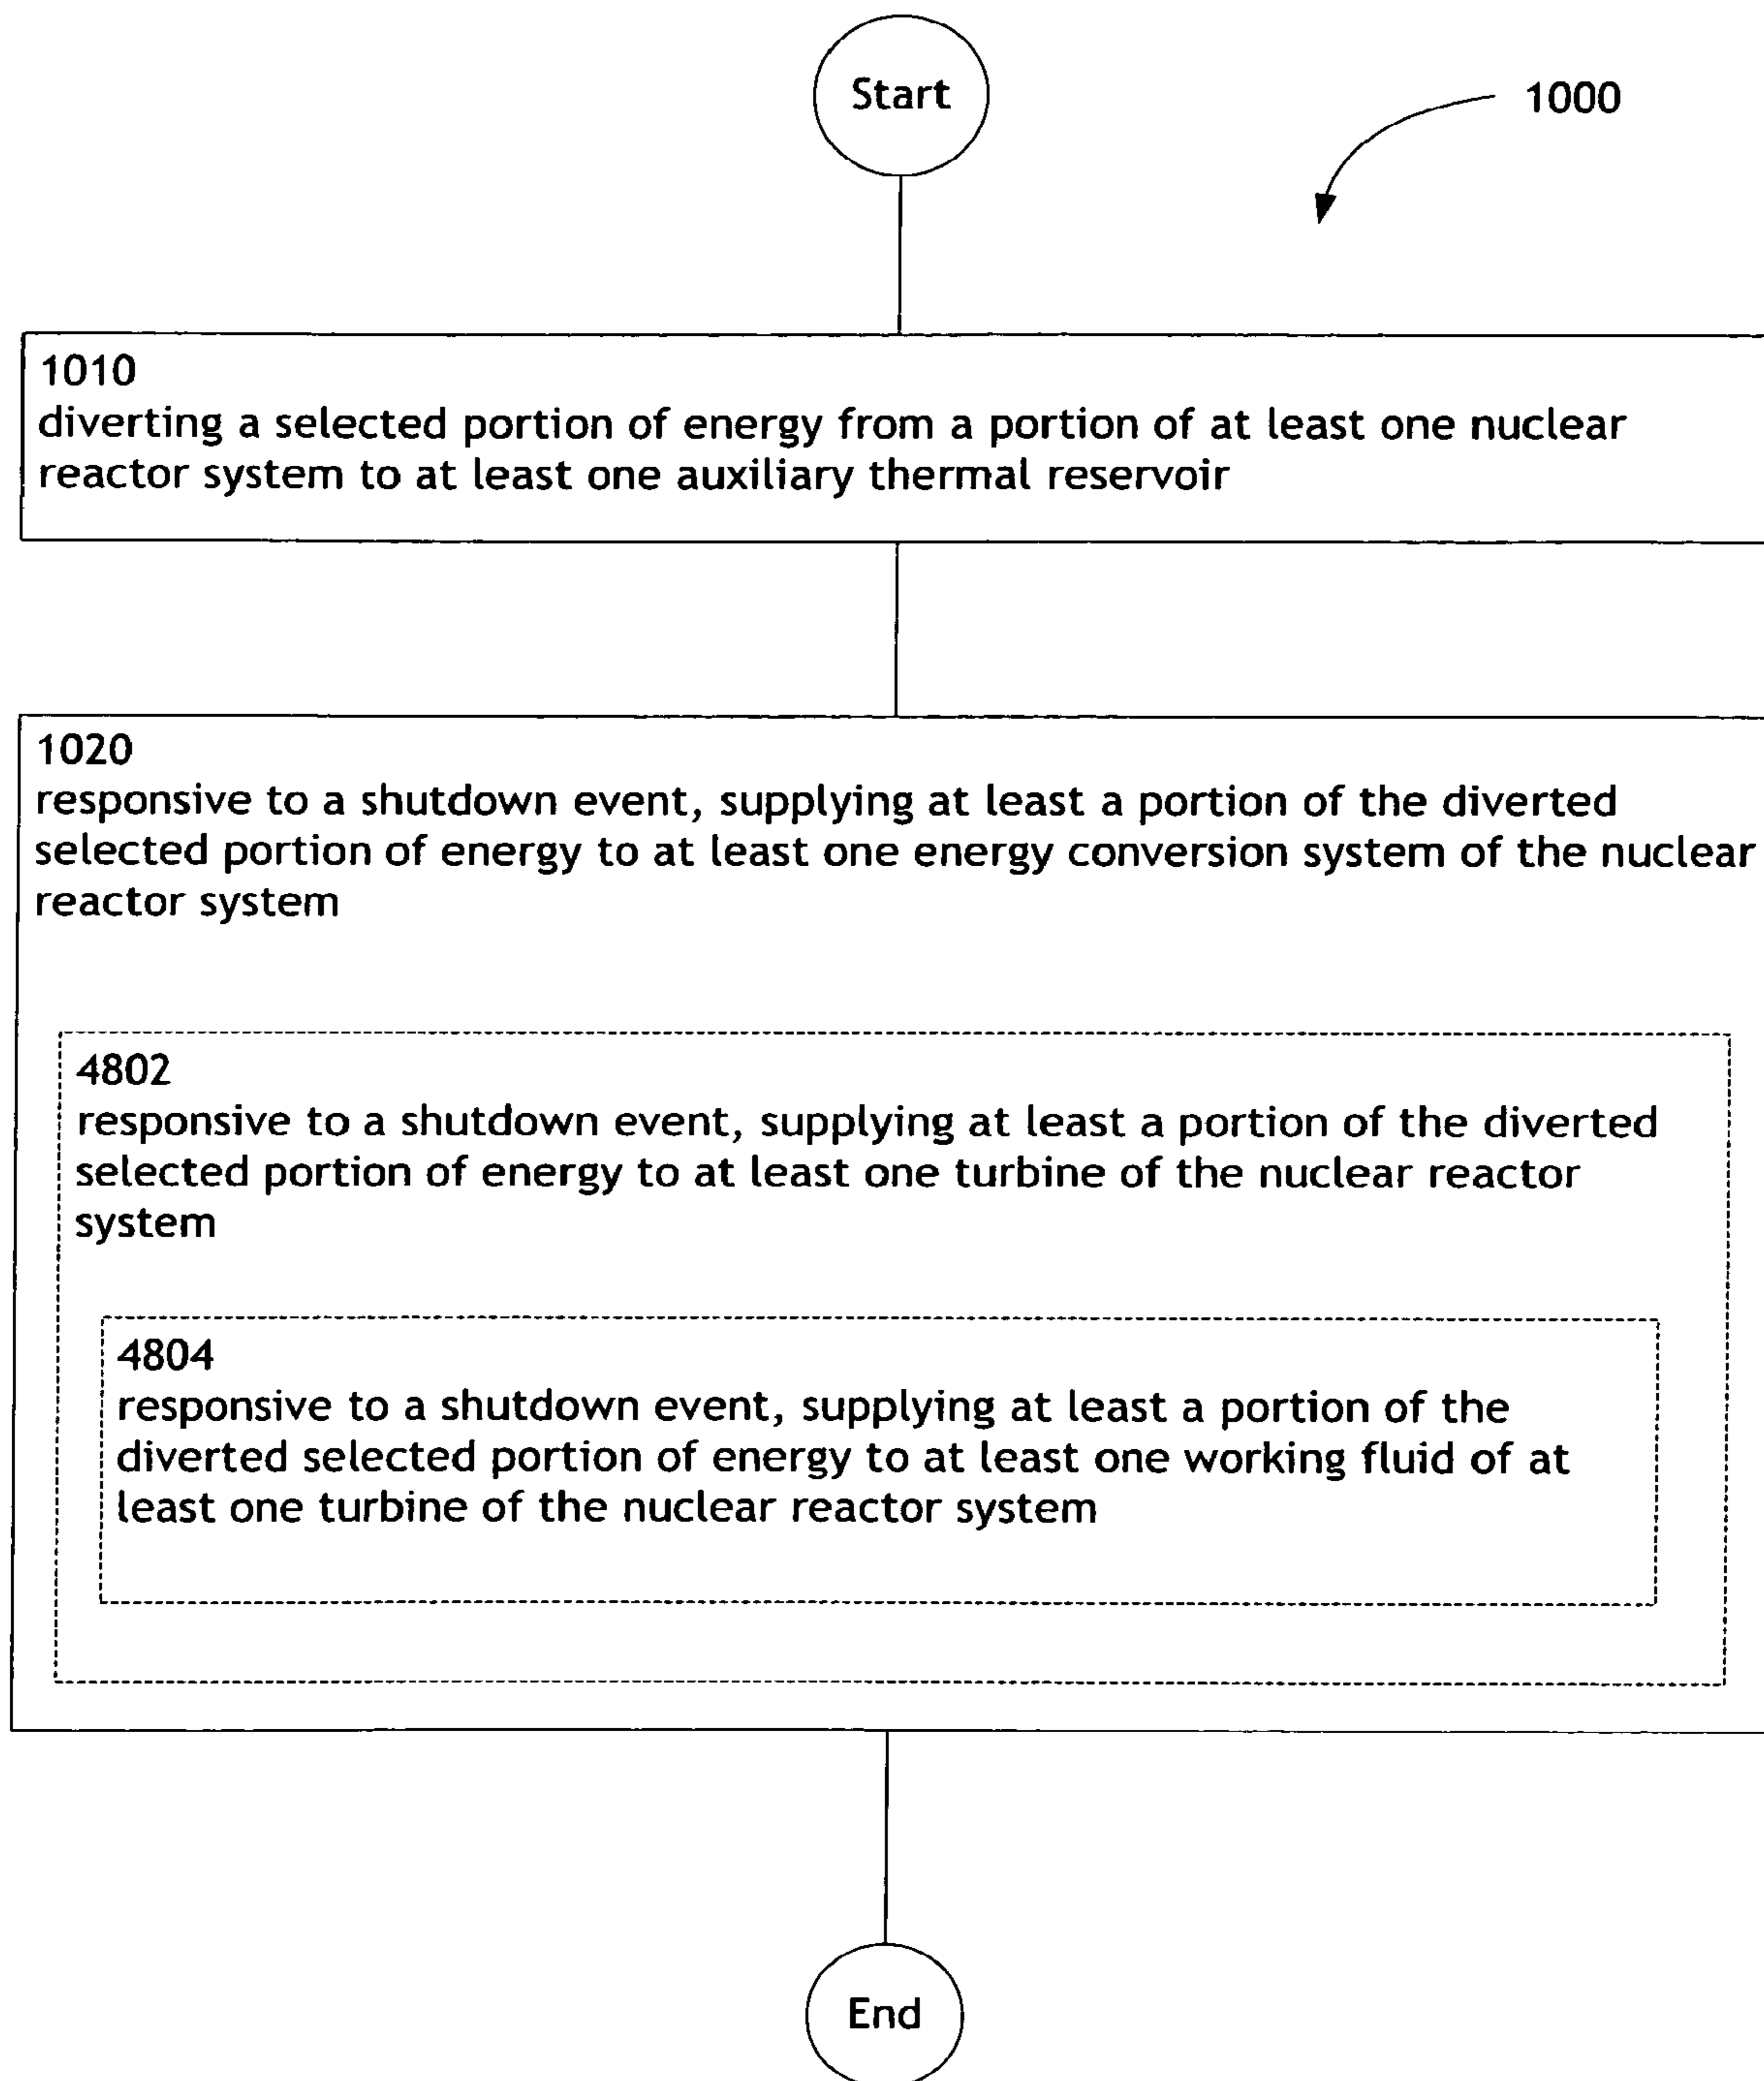 Start
1000
1010
diverting a selected portion of energy from a portion of at least one nuclear
reactor system to at least one auxiliary thermal reservoir
1020
responsive to a shutdown event, supplying at least a portion of the diverted
selected portion of energy to at least one energy conversion system of the nuclear
reactor system
4802
responsive to a shutdown event, supplying at least a portion of the diverted
selected portion of energy to at least one turbine of the nuclear reactor
system
4804
responsive to a shutdown event, supplying at least a portion of the
diverted selected portion of energy to at least one working fluid of at
least one turbine of the nuclear reactor system
End